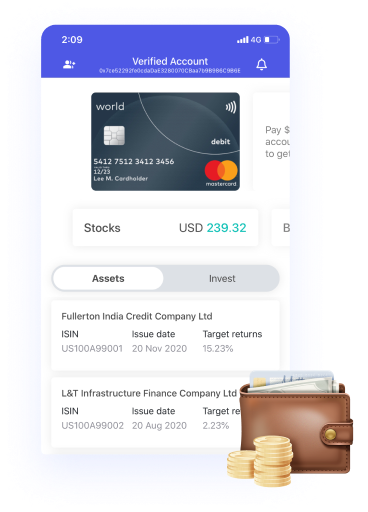 2:09
4G
Verified Account
world
Pay $
accou
to get
debit
5412 7512 3412 3456
12/23
Lee M. Cardholder
mastercard
Stocks USD 239.32 B
Assets Invest
Fullerton India Credit Company Ltd
ISIN Issue date Target returns
US100A99001 20 Nov 2020 15.23%
L&T Infrastructure Finance Company Ltd
ISIN Issue date Target re
US100A99002 20 Aug 2020 2.23%